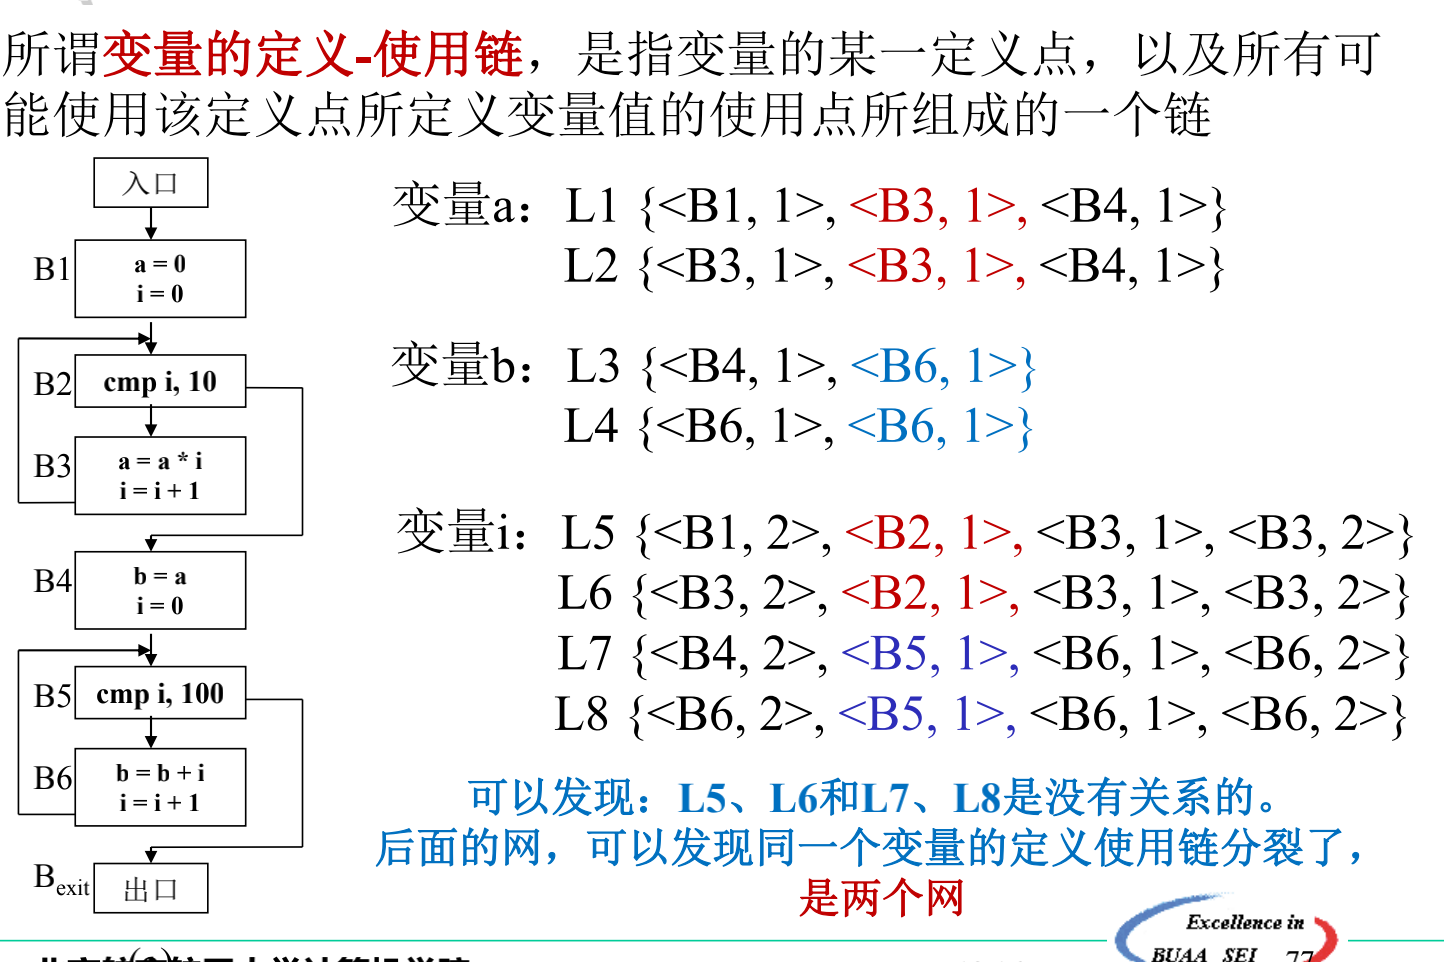 所谓变量的定义-使用链，是指变量的某一定义点，以及所有可
能使用该定义点所定义变量值的使用点所组成的一个链
入口
B1
a = 0
i = 0
B2
cmp i, 10
B3
a = a * i
i = i + 1
B4
b = a
i = 0
B5
cmp i, 100
B6
b = b + i
i = i + 1
Bexit
出口
变量a： L1 {<B1, 1>, <B3, 1>, <B4, 1>}
L2 {<B3, 1>, <B3, 1>, <B4, 1>}
变量b： L3 {<B4, 1>, <B6, 1>}
L4 {<B6, 1>, <B6, 1>}
变量i： L5 {<B1, 2>, <B2, 1>, <B3, 1>, <B3, 2>}
L6 {<B3, 2>, <B2, 1>, <B3, 1>, <B3, 2>}
L7 {<B4, 2>, <B5, 1>, <B6, 1>, <B6, 2>}
L8 {<B6, 2>, <B5, 1>, <B6, 1>, <B6, 2>}
可以发现：L5、L6和L7、L8是没有关系的。
后面的网，可以发现同一个变量的定义使用链分裂了，
是两个网
Excellence in
BUAA SEI 77